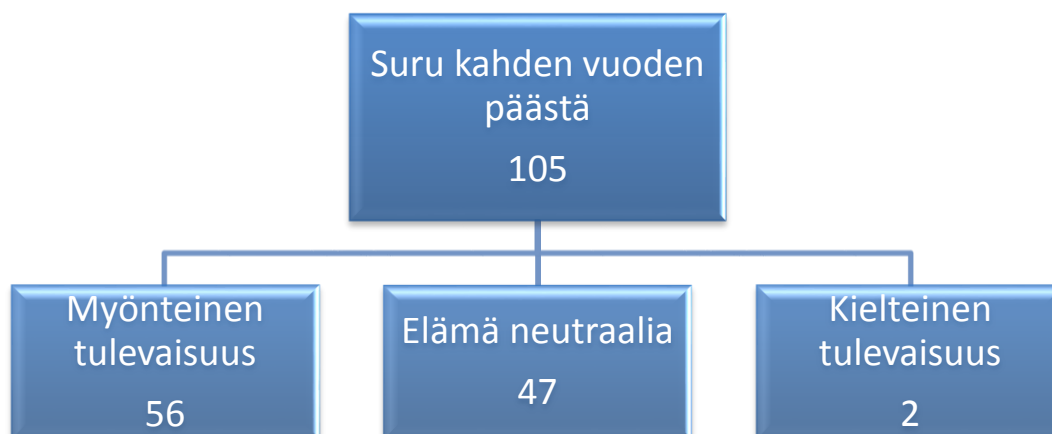 Suru kahden vuoden
päästä
105
Myönteinen
tulevaisuus
56
Elämä neutraalia
47
Kielteinen
tulevaisuus
2